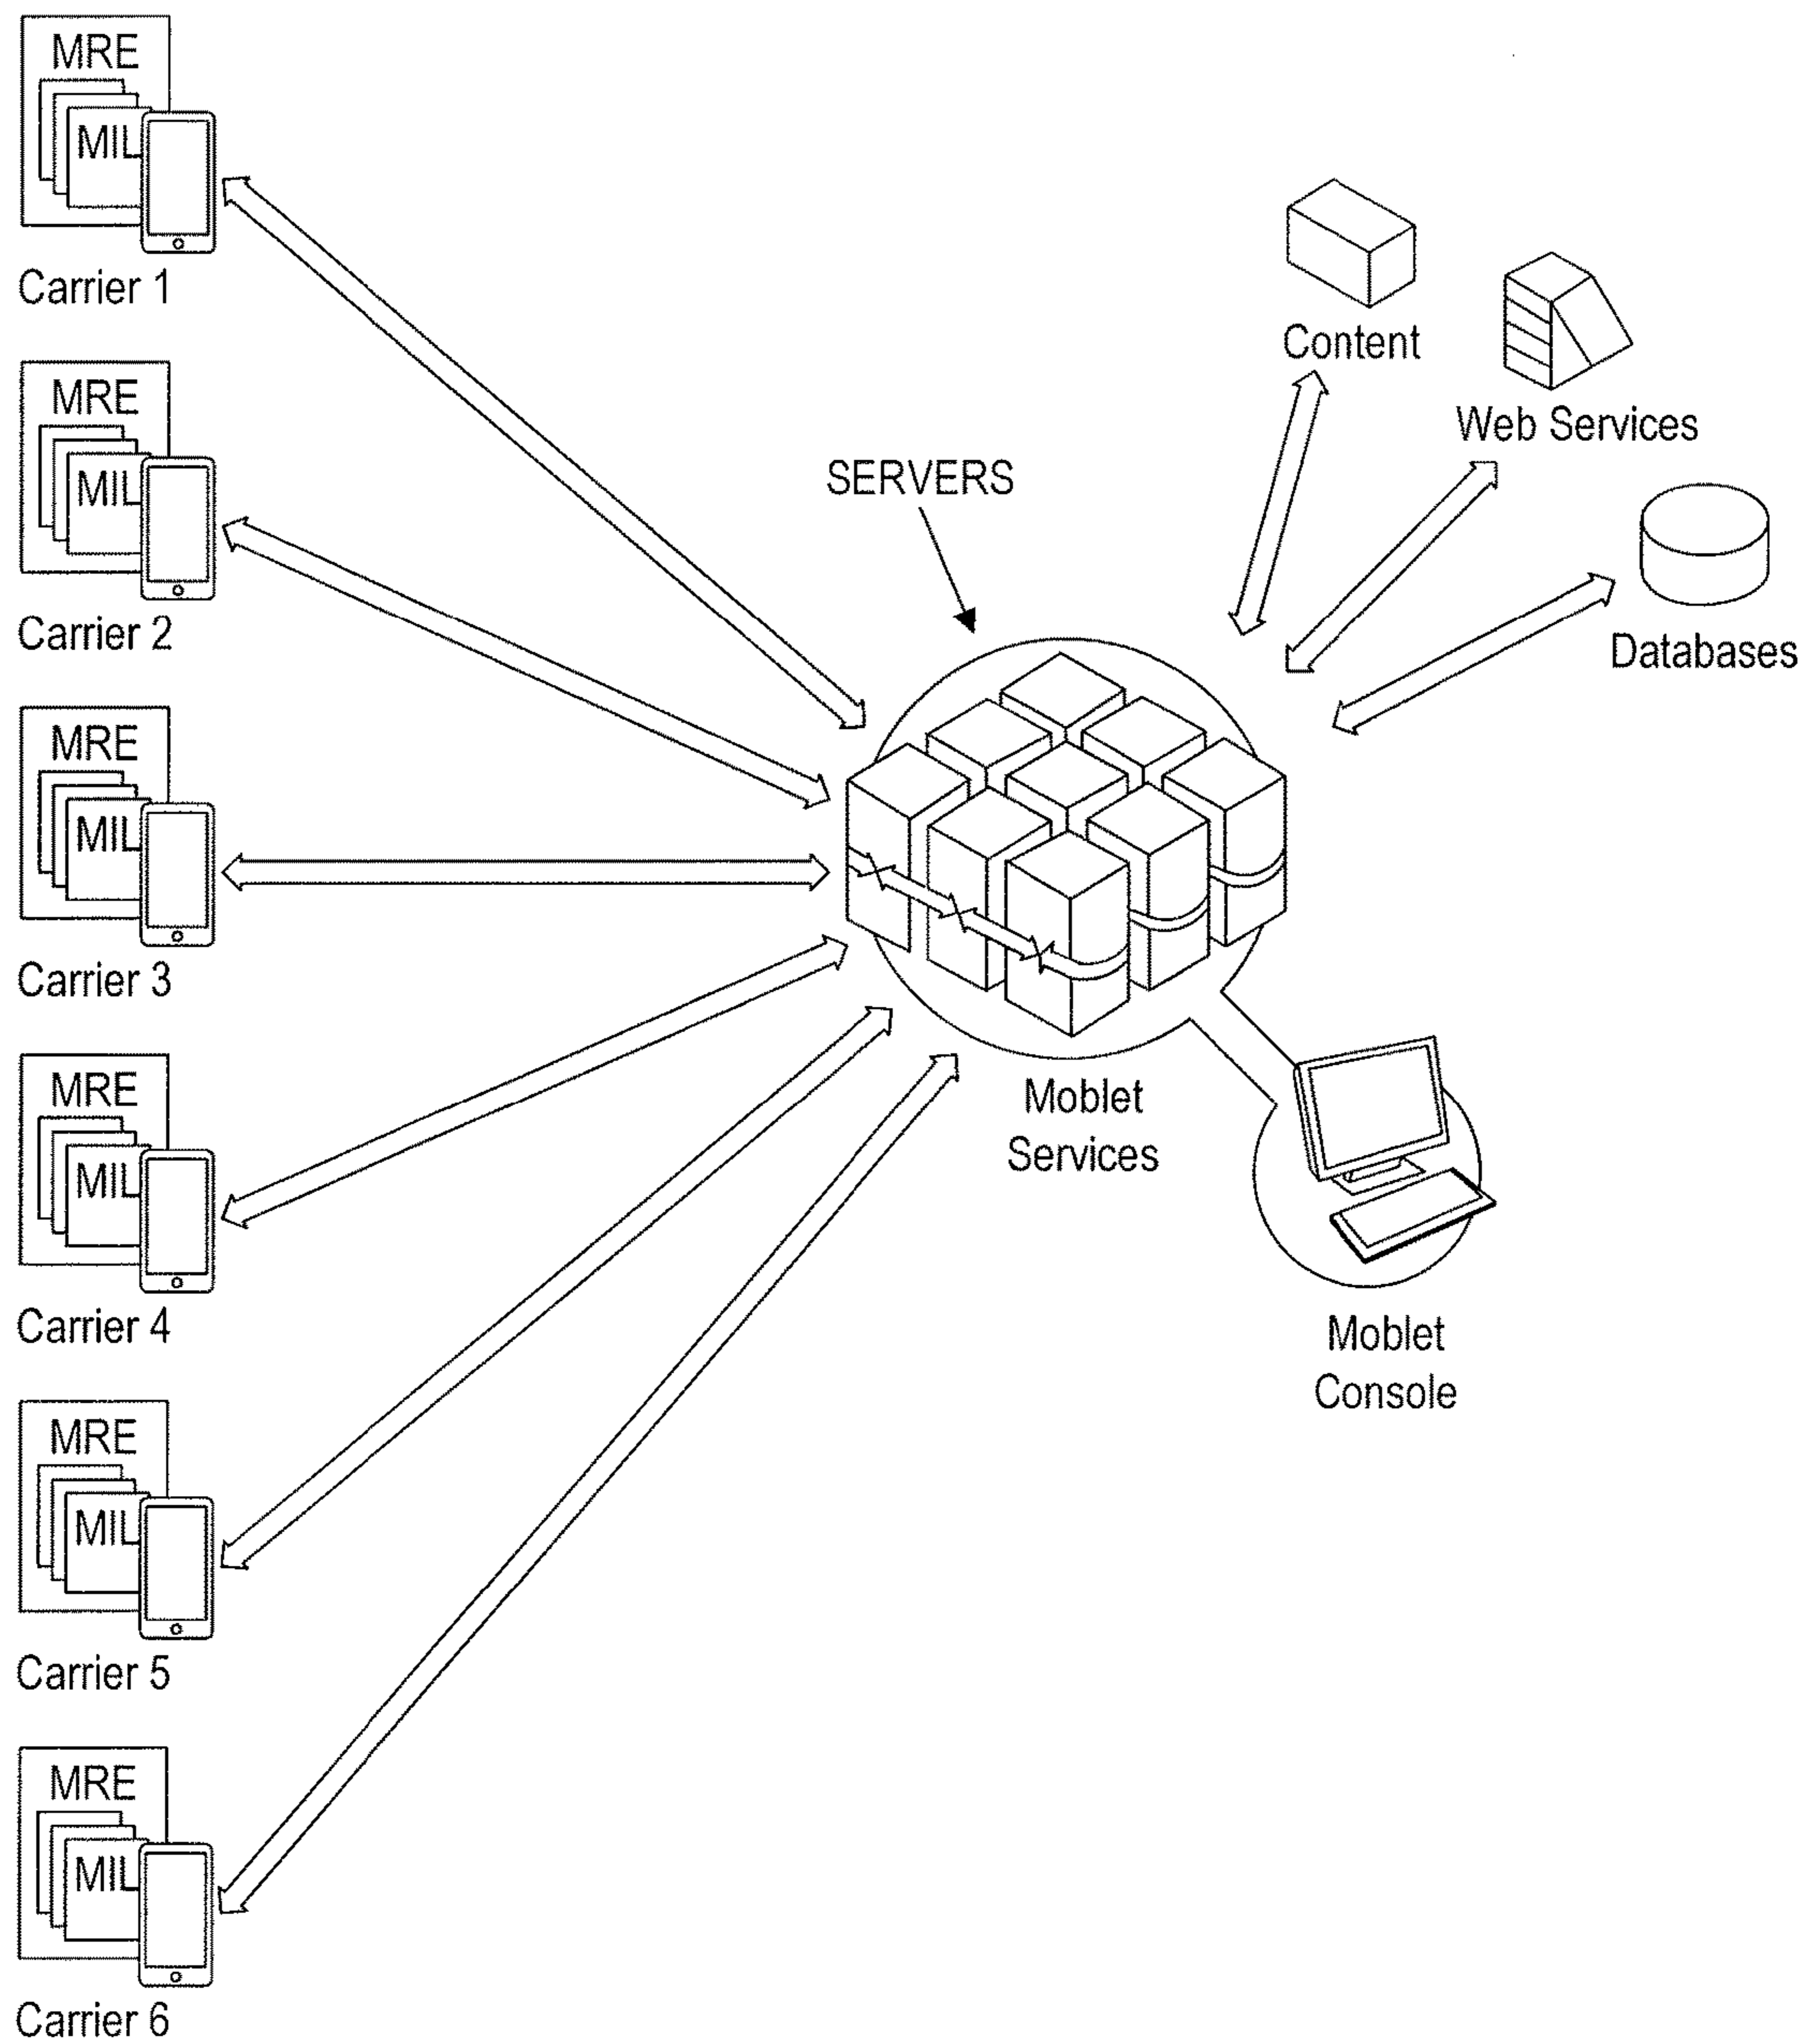 MRE
MIL
Carrier 1
MRE
MIL
Carrier 2
MRE
MIL
Carrier 3
MRE
MIL
Carrier 4
MRE
MIL
Carrier 5
MRE
MIL
Carrier 6
SERVERS
Moblet
Services
Content
Web Services
Databases
Moblet
Console